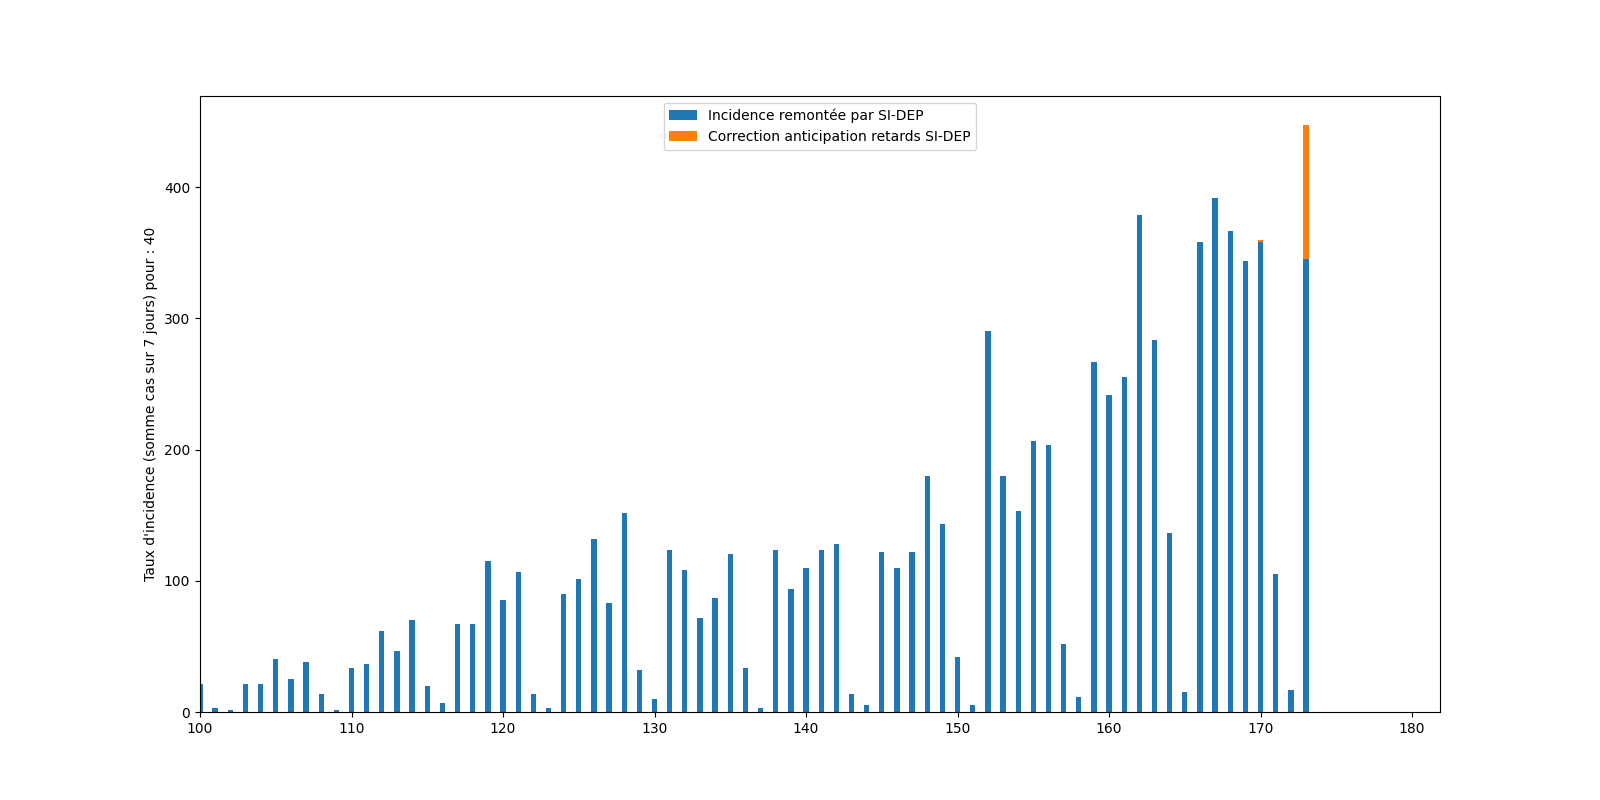 Incidence remontée par SI-DEP
Correction anticipation retards SI-DEP
Taux d'incidence (somme cas sur 7 jours) pour : 40
400
300
200
100
0
100 110 120 130 140 150 160 170 180